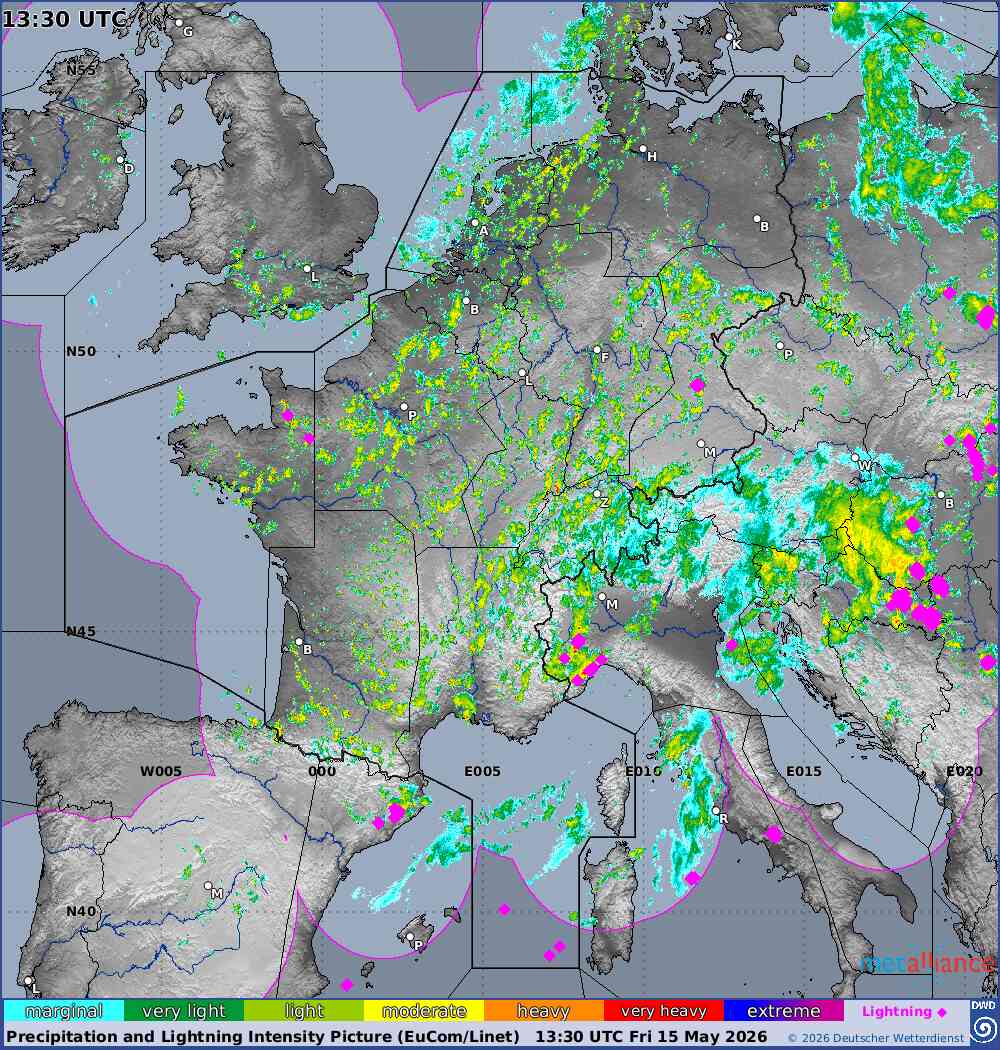 13:30 UTC
G
K
N55
D
H
A
B
L
B
N50
F
P
L
P
M
W
Z
B
M
N45
B
W005
000
E005
E010
E015
E020
R
M
N40
P
L
metalliance
marginal very light light moderate heavy very heavy extreme Lightning
DWD
Precipitation and Lightning Intensity Picture (EuCom/Linet) 13:30 UTC Fri 15 May 2026 © 2026 Deutscher Wetterdienst